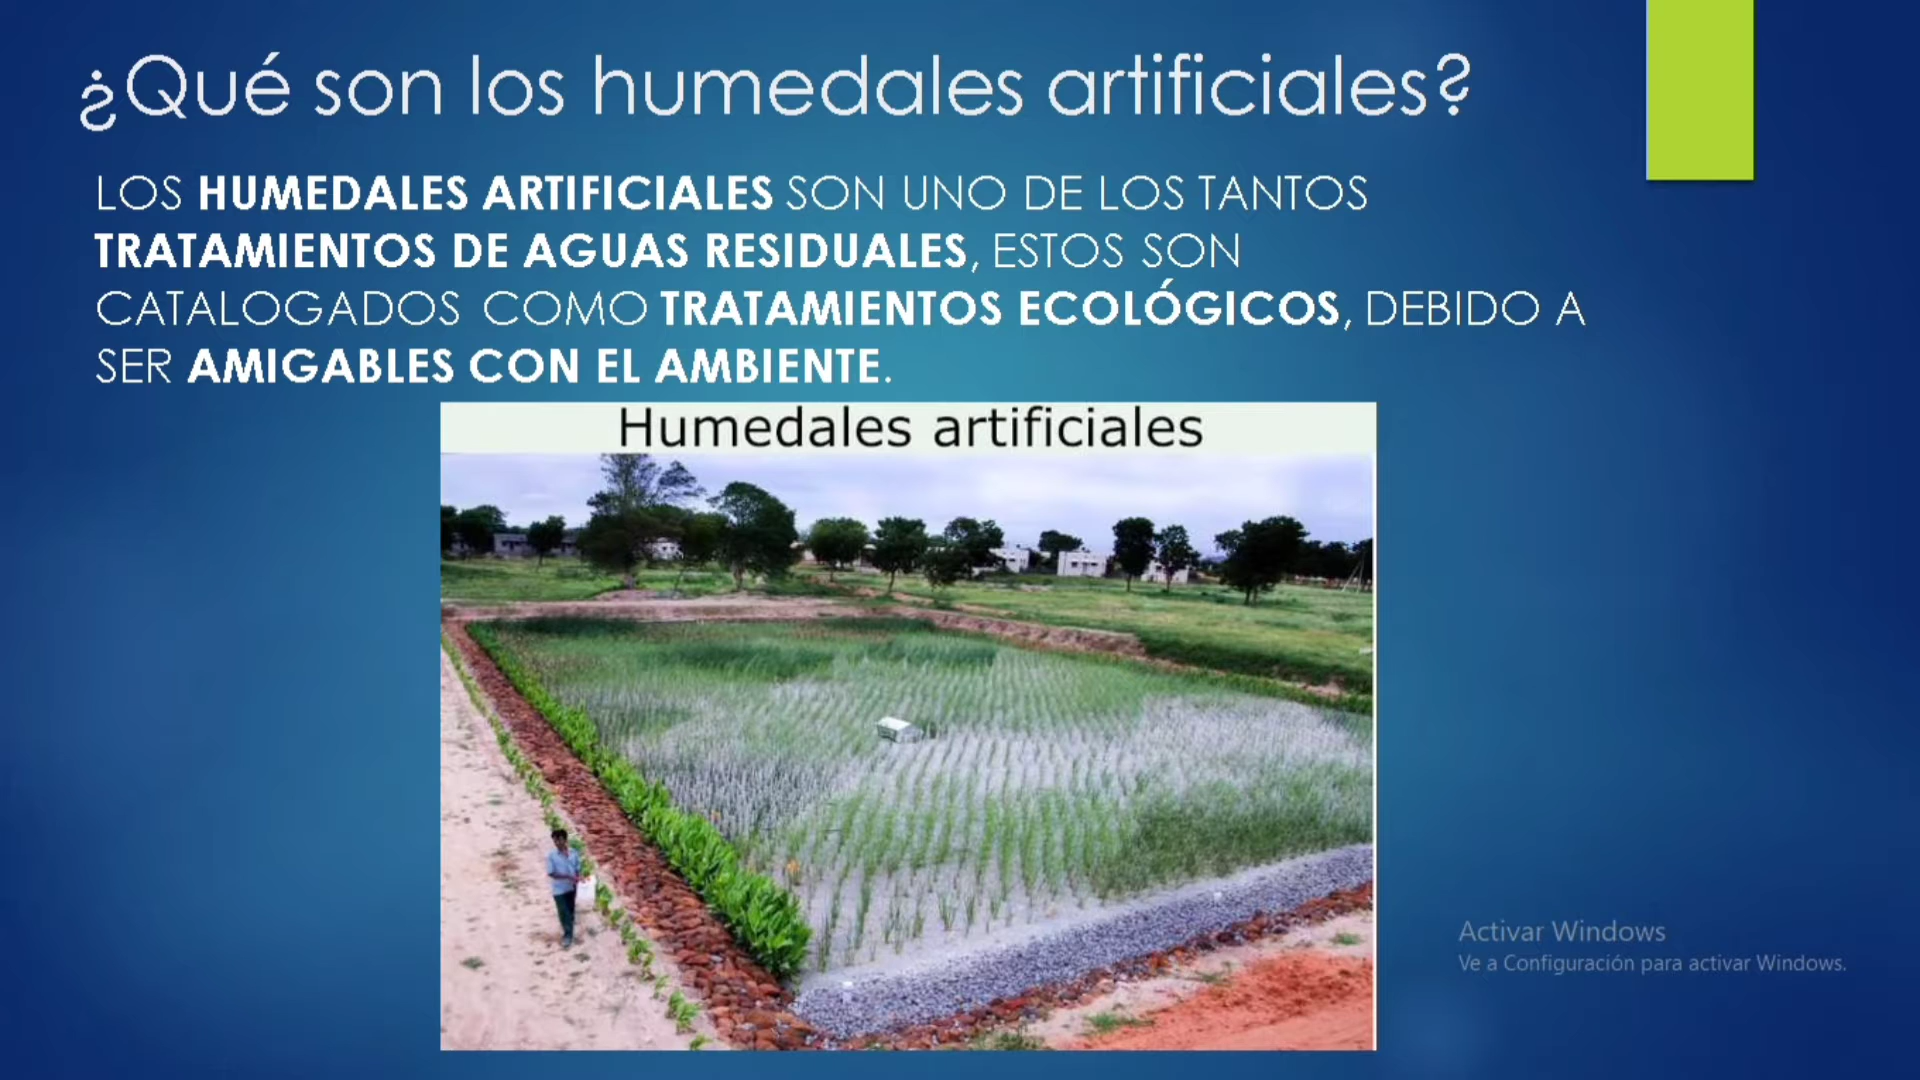 ¿Qué son los humedales artificiales?
LOS HUMEDALES ARTIFICIALES SON UNO DE LOS TANTOS
TRATAMIENTOS DE AGUAS RESIDUALES, ESTOS SON
CATALOGADOS COMO TRATAMIENTOS ECOLÓGICOS, DEBIDO A
SER AMIGABLES CON EL AMBIENTE.
Humedales artificiales
Activar Windows
Ve a Configuración para activar Windows.